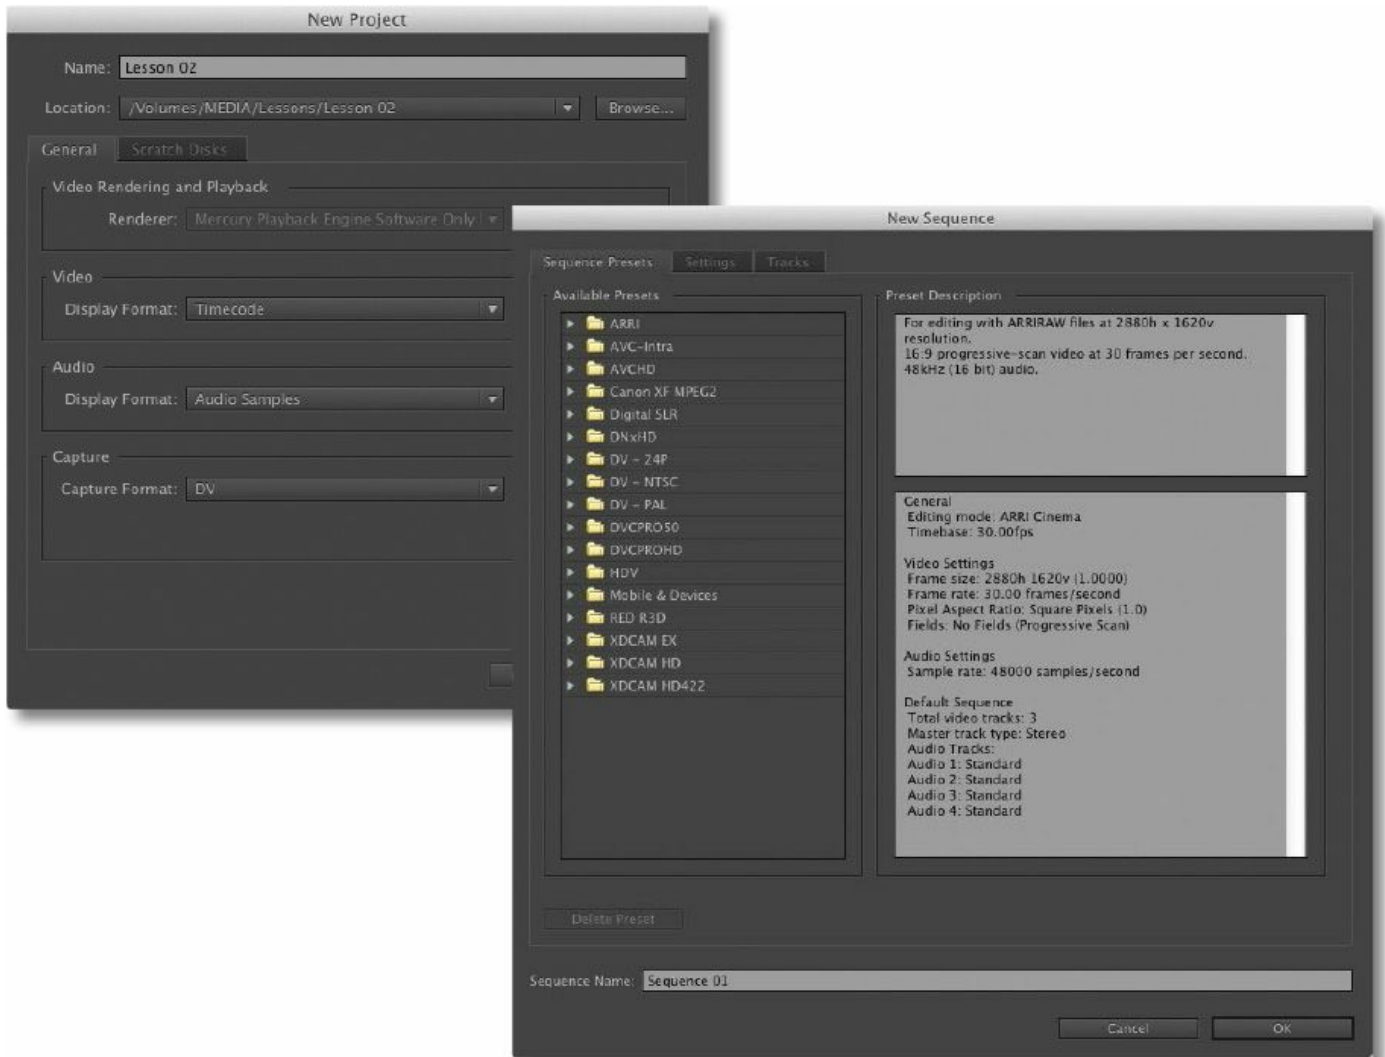 New Project
Name: Lesson 02
Location: /Volumes/MEDIA/Lessons/Lesson 02 Browse...
General Scratch Disks
Video Rendering and Playback
Renderer: Mercury Playback Engine Software Only
Video
Display Format: Timecode
Audio
Display Format: Audio Samples
Capture
Capture Format: DV
New Sequence
Sequence Presets Settings Tracks
Available Presets
ARRI
AVC-Intra
AVCHD
Canon XF MPEG2
Digital SLR
DNxHD
DV - 24P
DV - NTSC
DV - PAL
DVCPRO50
DVCPROHD
HDV
Mobile & Devices
RED R3D
XDCAM EX
XDCAM HD
XDCAM HD422
Preset Description
For editing with ARRIRAW files at 2880h x 1620v
resolution.
16:9 progressive-scan video at 30 frames per second.
48kHz (16 bit) audio.
General
Editing mode: ARRI Cinema
Timebase: 30.00fps
Video Settings
Frame size: 2880h 1620v (1.0000)
Frame rate: 30.00 frames/second
Pixel Aspect Ratio: Square Pixels (1.0)
Fields: No Fields (Progressive Scan)
Audio Settings
Sample rate: 48000 samples/second
Default Sequence
Total video tracks: 3
Master track type: Stereo
Audio Tracks:
Audio 1: Standard
Audio 2: Standard
Audio 3: Standard
Audio 4: Standard
Delete Preset
Sequence Name: Sequence 01
Cancel OK